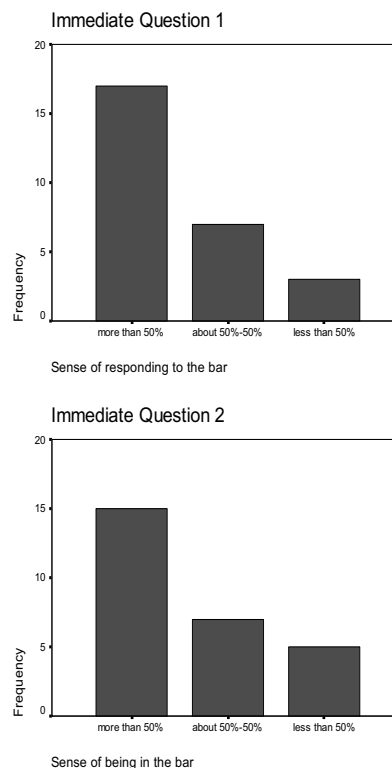 Immediate Question 1
20
15
10
5
0
Frequency
more than 50%
about 50%-50%
less than 50%
Sense of responding to the bar
Immediate Question 2
20
15
10
5
0
Frequency
more than 50%
about 50%-50%
less than 50%
Sense of being in the bar